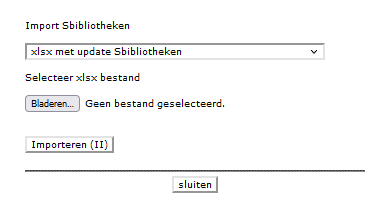 Import Sbibliotheken
xlsx met update Sbibliotheken
Selecteer xlsx bestand
Bladeren... Geen bestand geselecteerd.
Importeren (II)
sluiten